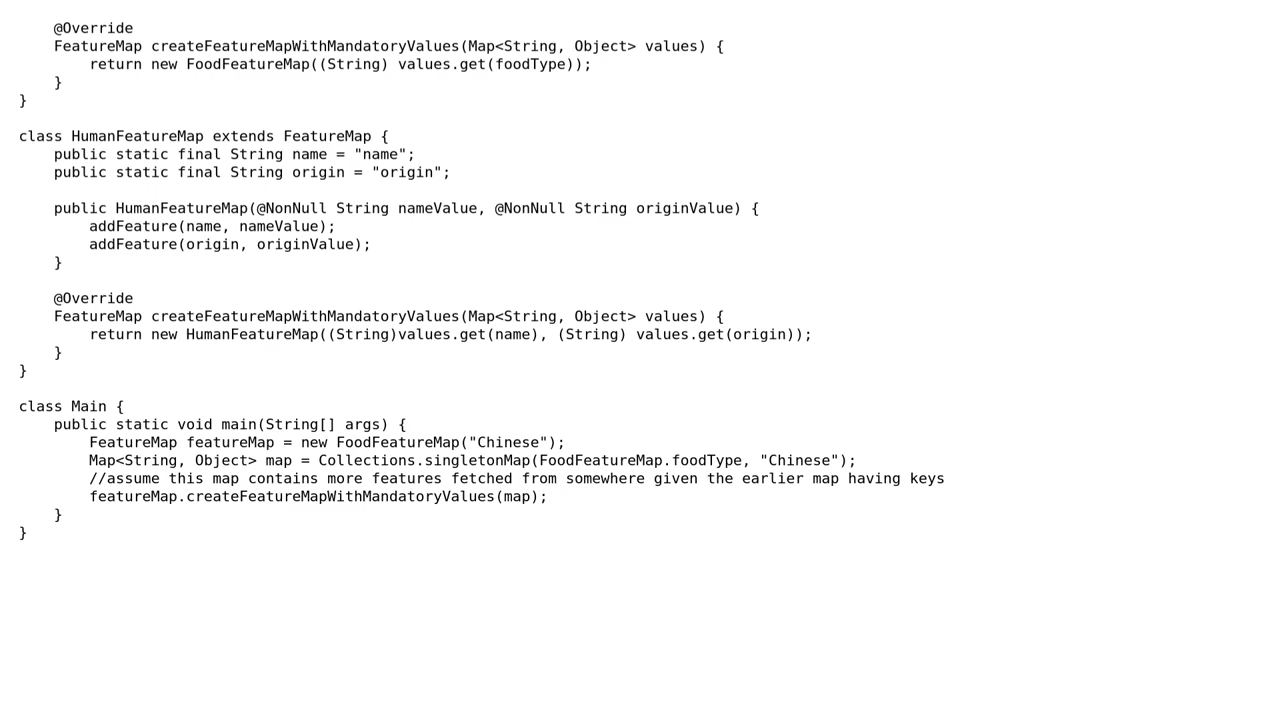 @Override
    FeatureMap createFeatureMapWithMandatoryValues(Map<String, Object> values) {
        return new FoodFeatureMap((String) values.get(foodType));
    }
}

class HumanFeatureMap extends FeatureMap {
    public static final String name = "name";
    public static final String origin = "origin";

    public HumanFeatureMap(@NonNull String nameValue, @NonNull String originValue) {
        addFeature(name, nameValue);
        addFeature(origin, originValue);
    }

    @Override
    FeatureMap createFeatureMapWithMandatoryValues(Map<String, Object> values) {
        return new HumanFeatureMap((String)values.get(name), (String) values.get(origin));
    }
}

class Main {
    public static void main(String[] args) {
        FeatureMap featureMap = new FoodFeatureMap("Chinese");
        Map<String, Object> map = Collections.singletonMap(FoodFeatureMap.foodType, "Chinese");
        //assume this map contains more features fetched from somewhere given the earlier map having keys
        featureMap.createFeatureMapWithMandatoryValues(map);
    }
}